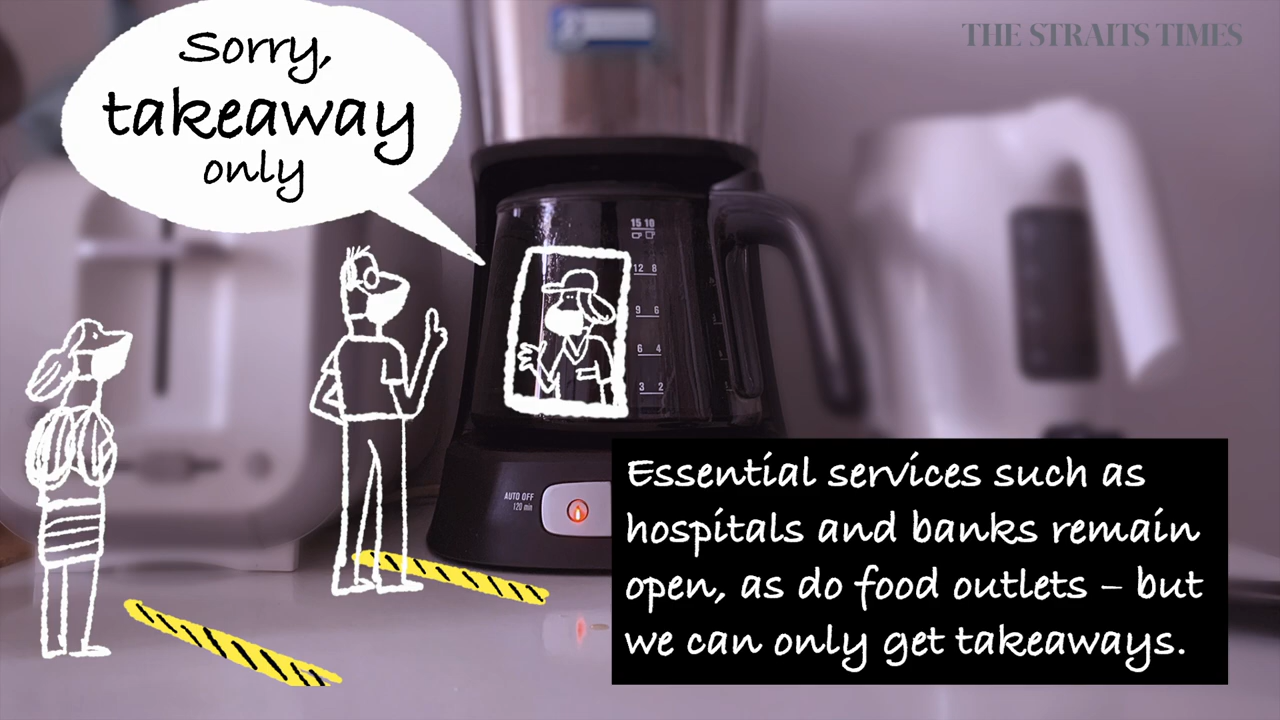 THE STRAITS TIMES
Sorry,
takeaway
only
15 10
12 8
9 6
6 4
3 2
AUTO OFF
120 min
Essential services such as
hospitals and banks remain
open, as do food outlets – but
we can only get takeaways.